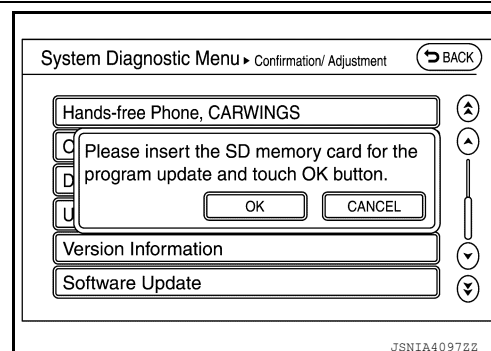 System Diagnostic Menu ▸ Confirmation/ Adjustment
BACK
Hands-free Phone, CARWINGS
C
Please insert the SD memory card for the
D
program update and touch OK button.
U
OK
CANCEL
Version Information
Software Update
JSNIA4097ZZ